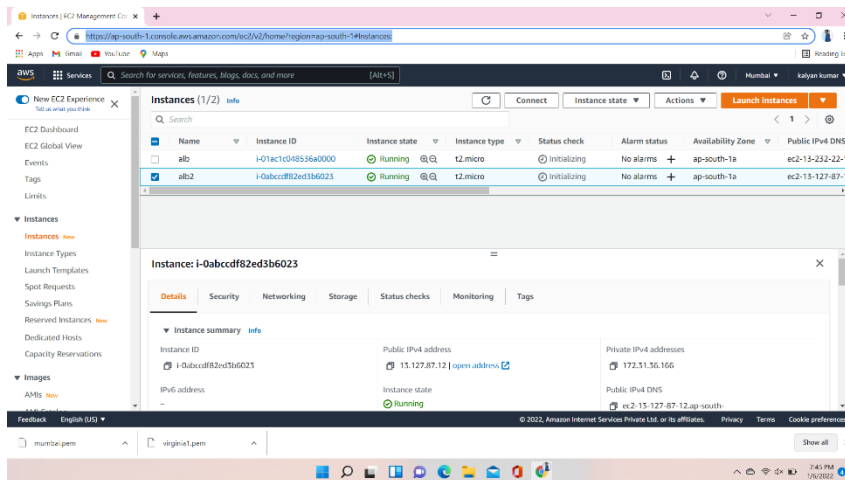 Instances | EC2 Management Con
https://ap-south-1.console.aws.amazon.com/ec2/v2/home?region=ap-south-1#Instances:
Apps Gmail YouTube Maps Reading
aws Services Search for services, features, blogs, docs, and more [Alt+S] Mumbai kalyan kumar
New EC2 Experience
Tell us what you think
EC2 Dashboard
EC2 Global View
Events
Tags
Limits
Instances
Instances New
Instance Types
Launch Templates
Spot Requests
Savings Plans
Reserved Instances New
Dedicated Hosts
Capacity Reservations
Images
AMIs New
Instances (1/2) Info Connect Instance state Actions Launch instances
Search 1
Name Instance ID Instance state Instance type Status check Alarm status Availability Zone Public IPv4 DNS
alb i-01ac1c048536a0000 Running t2.micro Initializing No alarms + ap-south-1a ec2-13-232-22-
alb2 i-0abccdf82ed3b6023 Running t2.micro Initializing No alarms + ap-south-1a ec2-13-127-87-
Instance: i-0abccdf82ed3b6023
Details Security Networking Storage Status checks Monitoring Tags
Instance summary Info
Instance ID Public IPv4 address Private IPv4 addresses
i-0abccdf82ed3b6023 13.127.87.12 | open address 172.31.36.166
IPv6 address Instance state Public IPv4 DNS
– Running ec2-13-127-87-12.ap-south-
Feedback English (US) © 2022, Amazon Internet Services Private Ltd. or its affiliates. Privacy Terms Cookie preferences
mumbai.pem virginia1.pem Show all
7:45 PM
1/6/2022